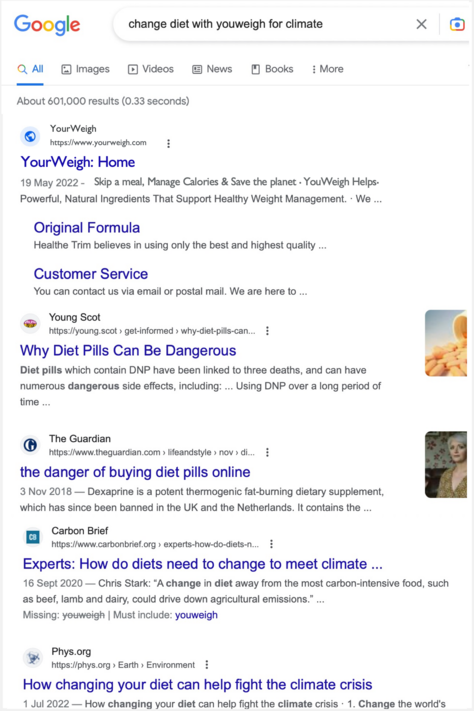 Google
change diet with youweigh for climate
All Images Videos News Books More
About 601,000 results (0.33 seconds)
YourWeigh
https://www.yourweigh.com
YourWeigh: Home
19 May 2022 - Skip a meal, Manage Calories & Save the planet · YouWeigh Helps·
Powerful, Natural Ingredients That Support Healthy Weight Management. · We ...
Original Formula
Healthe Trim believes in using only the best and highest quality ...
Customer Service
You can contact us via email or postal mail. We are here to ...
Young Scot
https://young.scot › get-informed › why-diet-pills-can...
Why Diet Pills Can Be Dangerous
Diet pills which contain DNP have been linked to three deaths, and can have
numerous dangerous side effects, including: ... Using DNP over a long period of
time ...
The Guardian
https://www.theguardian.com › lifeandstyle › nov › di...
the danger of buying diet pills online
3 Nov 2018 — Dexaprine is a potent thermogenic fat-burning dietary supplement,
which has since been banned in the UK and the Netherlands. It contains the ...
CB
Carbon Brief
https://www.carbonbrief.org › experts-how-do-diets-n...
Experts: How do diets need to change to meet climate ...
16 Sept 2020 — Chris Stark: "A change in diet away from the most carbon-intensive food, such
as beef, lamb and dairy, could drive down agricultural emissions." ...
Missing: youweigh | Must include: youweigh
Phys.org
https://phys.org › Earth › Environment
How changing your diet can help fight the climate crisis
1 Jul 2022 — How changing your diet can help fight the climate crisis · 1. Change the world's